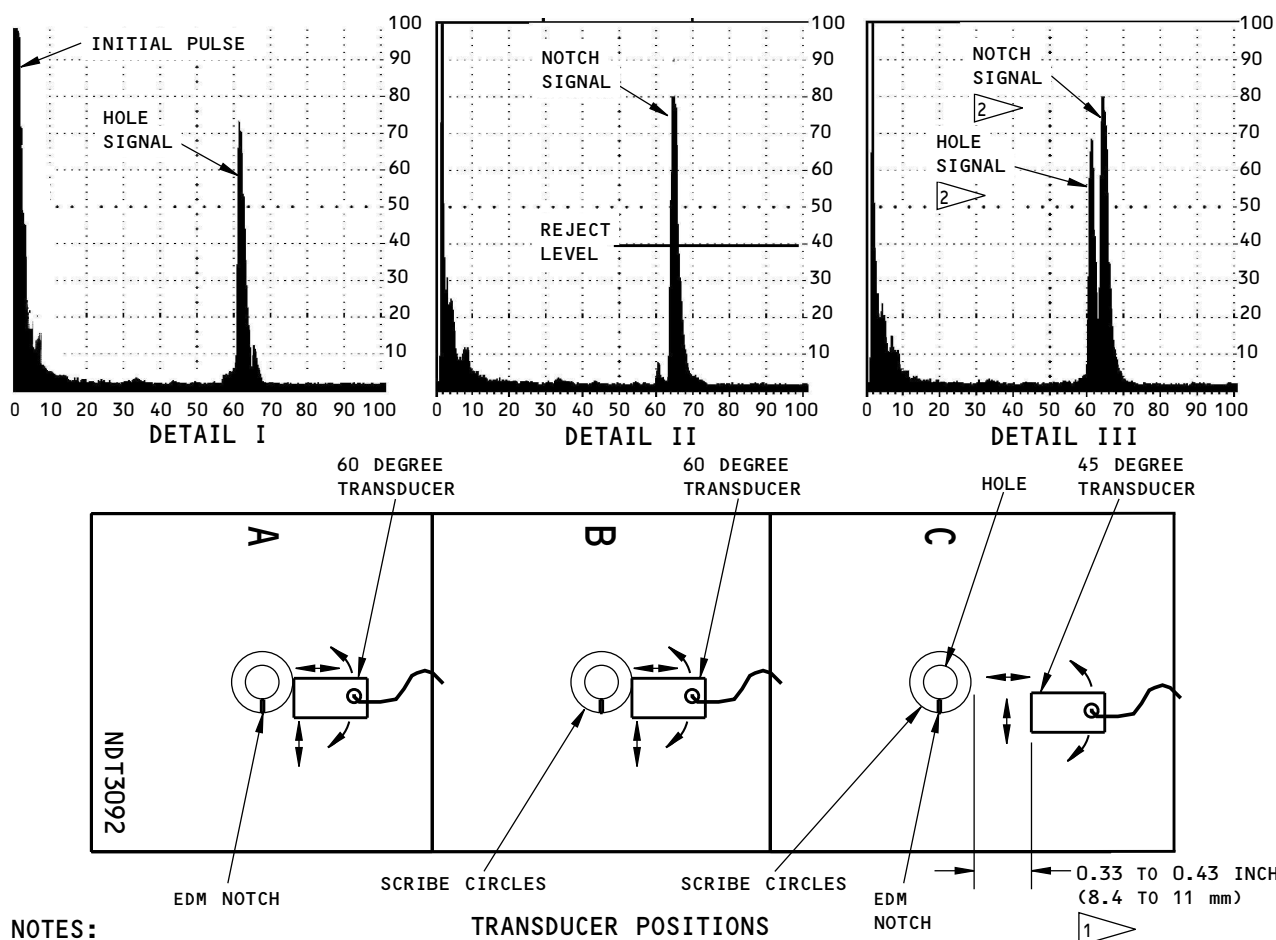 100
90
80
70
60
50
40
30
20
10
INITIAL PULSE
HOLE
SIGNAL
0 10 20 30 40 50 60 70 80 90 100
DETAIL I
100
90
80
70
60
50
40
30
20
10
NOTCH
SIGNAL
REJECT
LEVEL
0 10 20 30 40 50 60 70 80 90 100
DETAIL II
100
90
80
70
60
50
40
30
20
10
NOTCH
SIGNAL
2
HOLE
SIGNAL
2
0 10 20 30 40 50 60 70 80 90 100
DETAIL III
60 DEGREE
TRANSDUCER
60 DEGREE
TRANSDUCER
HOLE
45 DEGREE
TRANSDUCER
A
B
C
NDT3092
EDM NOTCH
SCRIBE CIRCLES
SCRIBE CIRCLES
EDM
NOTCH
0.33 TO 0.43 INCH
(8.4 TO 11 mm)
1
NOTES:
TRANSDUCER POSITIONS